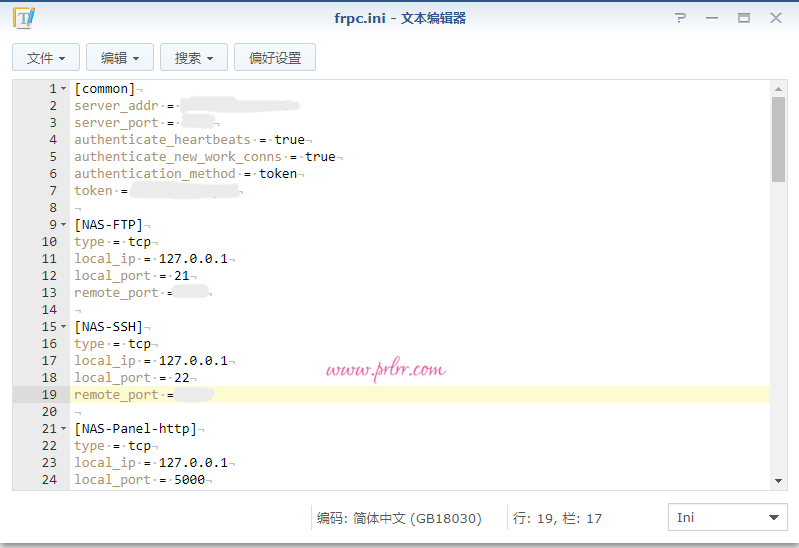 frpc.ini - 文本编辑器
文件 编辑 搜索 偏好设置
1 [common]
2 server_addr =
3 server_port =
4 authenticate_heartbeats = true
5 authenticate_new_work_conns = true
6 authentication_method = token
7 token =
8
9 [NAS-FTP]
10 type = tcp
11 local_ip = 127.0.0.1
12 local_port = 21
13 remote_port =
14
15 [NAS-SSH]
16 type = tcp
17 local_ip = 127.0.0.1
18 local_port = 22
19 remote_port =
20
21 [NAS-Panel-http]
22 type = tcp
23 local_ip = 127.0.0.1
24 local_port = 5000
www.prlrr.com
编码: 简体中文 (GB18030) 行: 19, 栏: 17 Ini